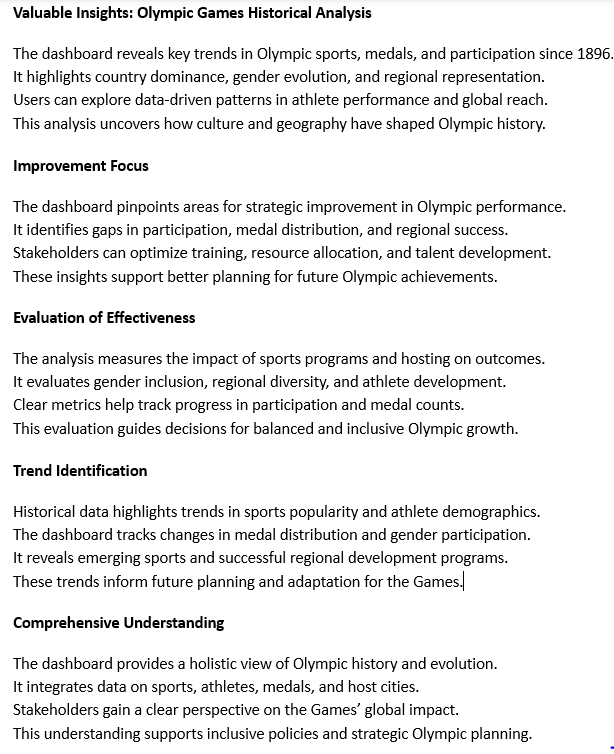 Valuable Insights: Olympic Games Historical Analysis
The dashboard reveals key trends in Olympic sports, medals, and participation since 1896.
It highlights country dominance, gender evolution, and regional representation.
Users can explore data-driven patterns in athlete performance and global reach.
This analysis uncovers how culture and geography have shaped Olympic history.
Improvement Focus
The dashboard pinpoints areas for strategic improvement in Olympic performance.
It identifies gaps in participation, medal distribution, and regional success.
Stakeholders can optimize training, resource allocation, and talent development.
These insights support better planning for future Olympic achievements.
Evaluation of Effectiveness
The analysis measures the impact of sports programs and hosting on outcomes.
It evaluates gender inclusion, regional diversity, and athlete development.
Clear metrics help track progress in participation and medal counts.
This evaluation guides decisions for balanced and inclusive Olympic growth.
Trend Identification
Historical data highlights trends in sports popularity and athlete demographics.
The dashboard tracks changes in medal distribution and gender participation.
It reveals emerging sports and successful regional development programs.
These trends inform future planning and adaptation for the Games.
Comprehensive Understanding
The dashboard provides a holistic view of Olympic history and evolution.
It integrates data on sports, athletes, medals, and host cities.
Stakeholders gain a clear perspective on the Games’ global impact.
This understanding supports inclusive policies and strategic Olympic planning.